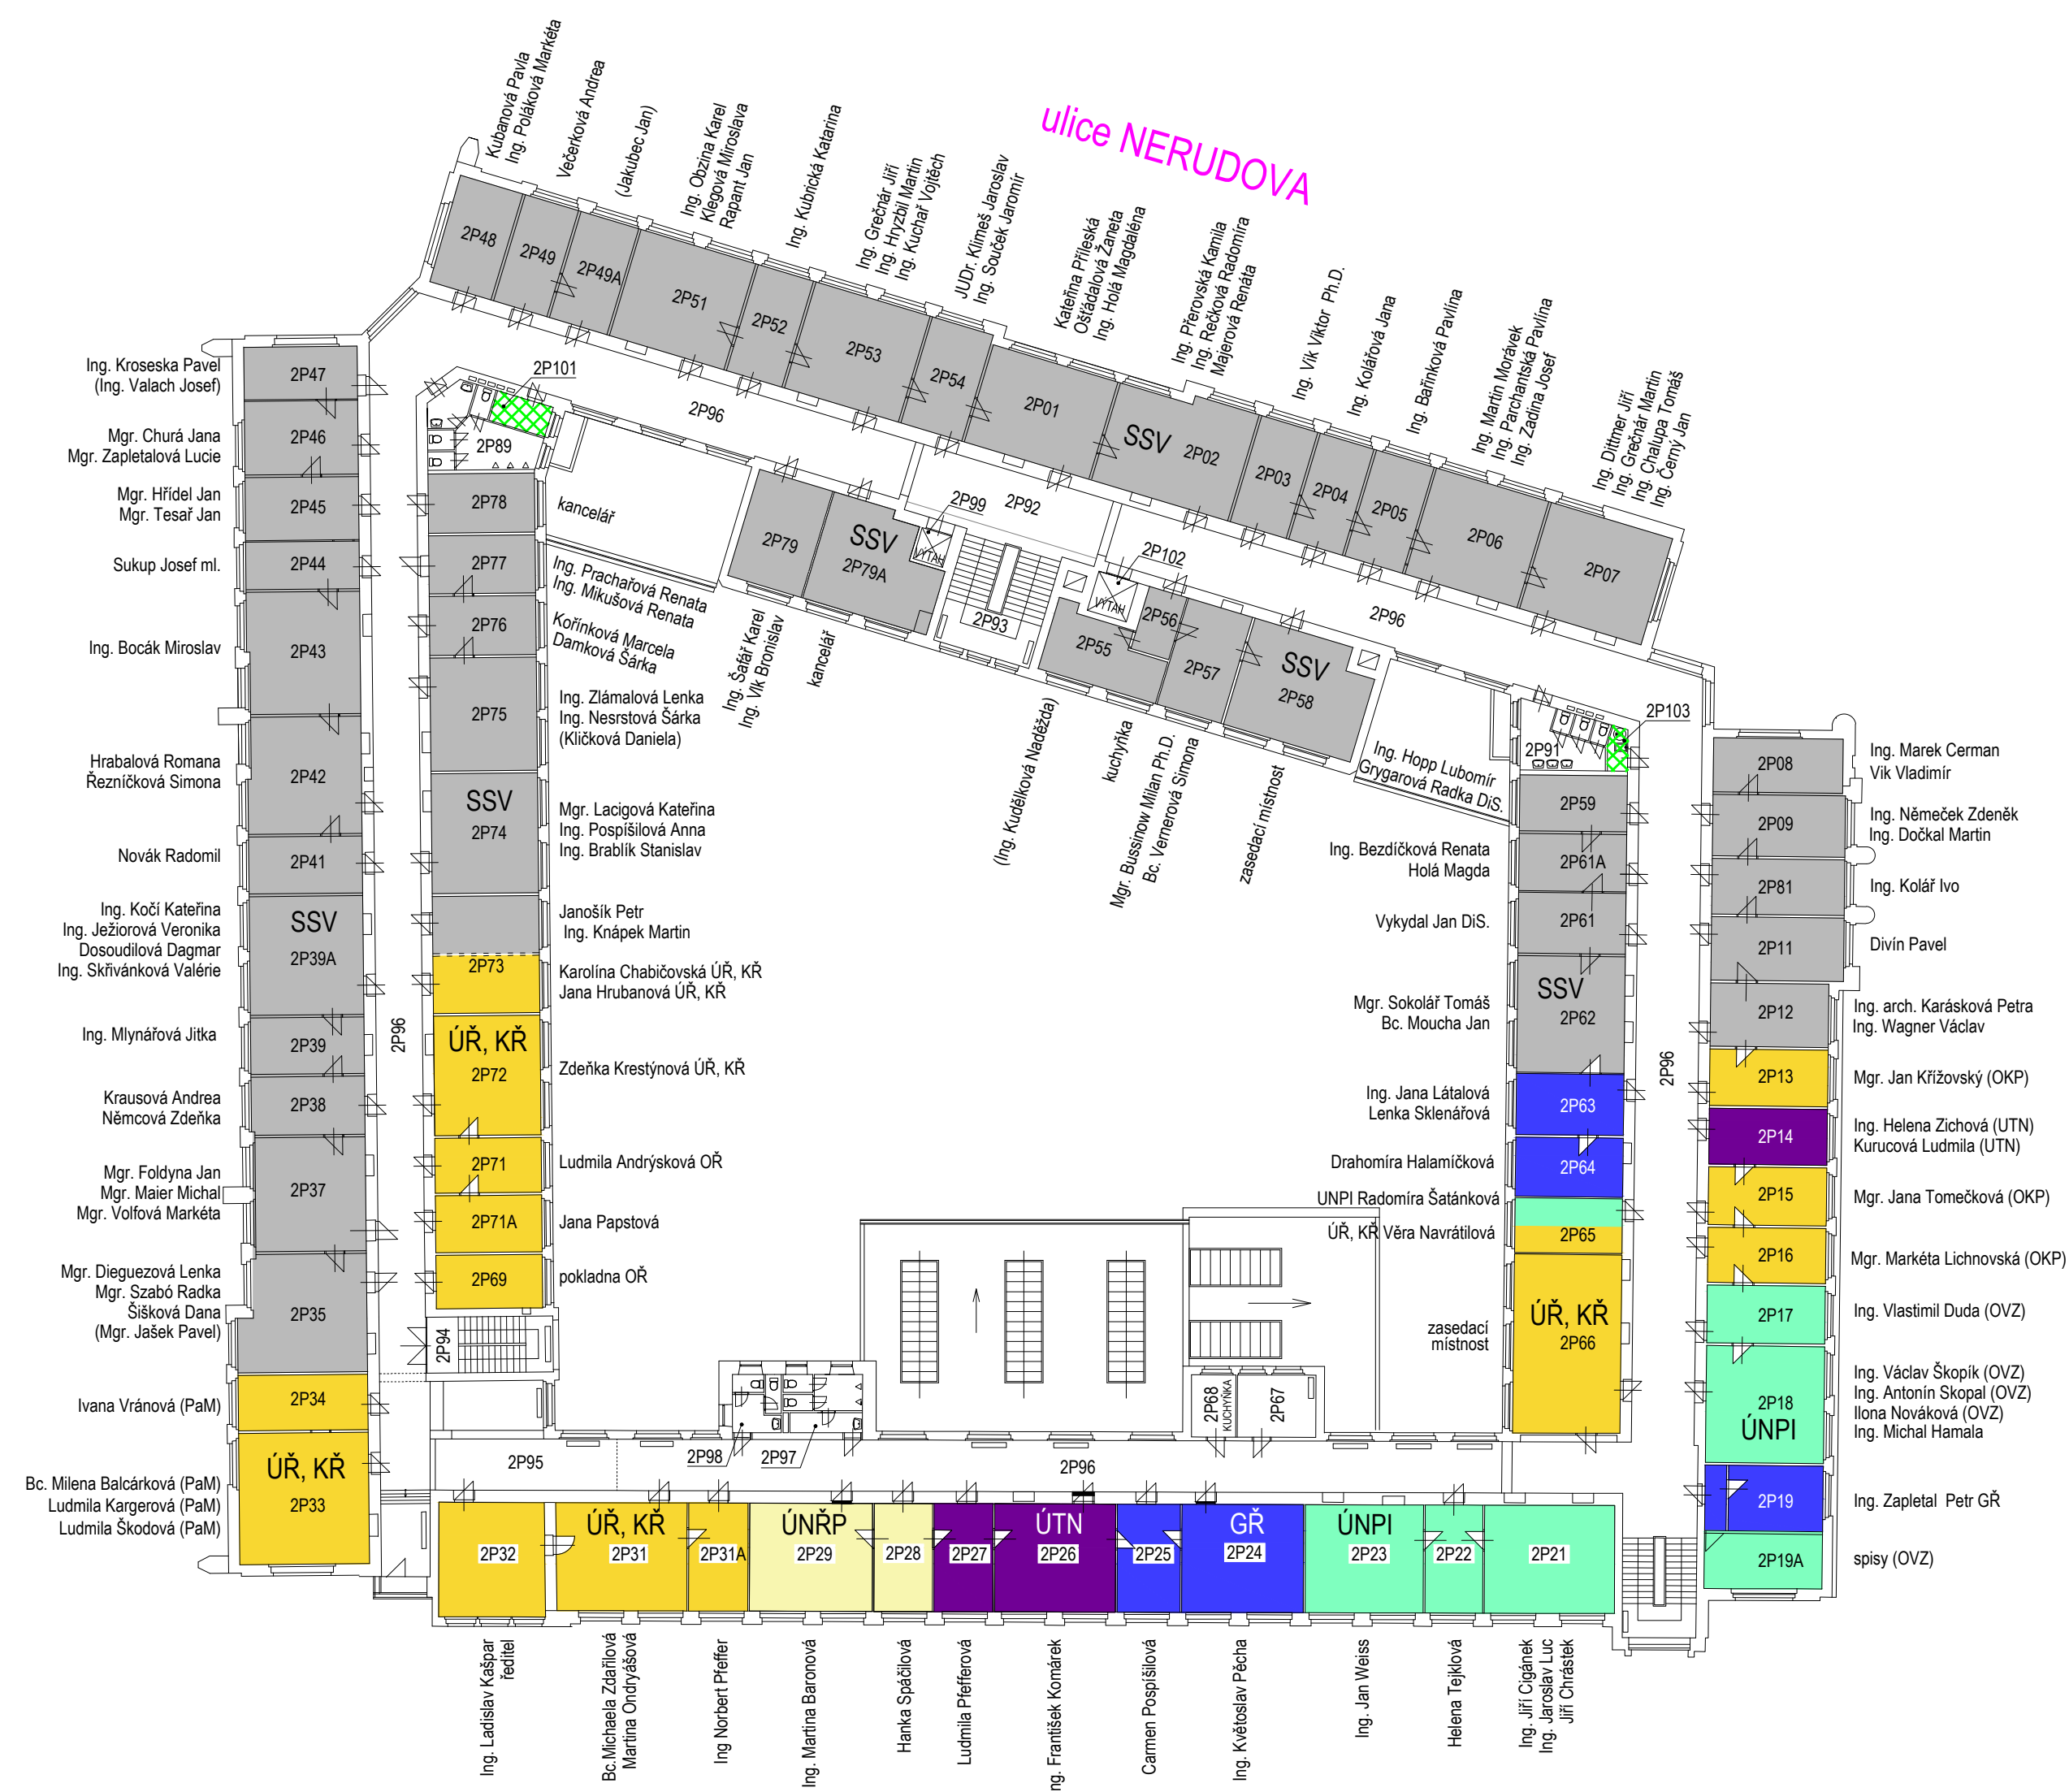 ulice NERUDOVA
Kubanová Pavla
Ing. Poláková Markéta
Večerková Andrea
(Jakubec Jan)
Ing. Obzina Karel
Klegová Miroslava
Rapant Jan
Ing. Kubrická Katarina
Ing. Grečnár Jiří
Ing. Hryzbil Martin
Ing. Kuchař Vojtěch
JUDr. Klimeš Jaroslav
Ing. Souček Jaromír
Kateřina Příleská
Ošťádalová Žaneta
Ing. Holá Magdaléna
Ing. Přerovská Kamila
Ing. Rečková Radomíra
Majerová Renáta
Ing. Vik Viktor Ph.D.
Ing. Kolářová Jana
Ing. Bařinková Pavlína
Ing. Martin Morávek
Ing. Parchantská Pavlína
Ing. Zadina Josef
Ing. Dittmer Jiří
Ing. Grečnár Martin
Ing. Chalupa Tomáš
Ing. Černý Jan
2P48
2P49
2P49A
2P51
2P52
2P53
2P54
2P01
SSV
2P02
2P03
2P04
2P05
2P06
2P07
2P96
2P92
2P99
2P101
2P89
2P79
SSV
2P79A
VÝTAH
2P93
2P102
VÝTAH
2P55
2P56
2P57
SSV
2P58
2P96
2P103
2P91
Ing. Šafář Karel
Ing. Vlk Bronislav
kancelář
(Ing. Kudělková Naděžda)
kuchyňka
Mgr. Bussinow Milan Ph.D.
Bc. Vernerová Simona
zasedací místnost
Ing. Kroseska Pavel
(Ing. Valach Josef)
2P47
Mgr. Churá Jana
Mgr. Zapletalová Lucie
2P46
Mgr. Hřídel Jan
Mgr. Tesař Jan
2P45
Sukup Josef ml.
2P44
Ing. Bocák Miroslav
2P43
Hrabalová Romana
Řezníčková Simona
2P42
Novák Radomil
2P41
Ing. Kočí Kateřina
Ing. Ježiorová Veronika
Dosoudilová Dagmar
Ing. Skřivánková Valérie
SSV
2P39A
Ing. Mlynářová Jitka
2P39
Krausová Andrea
Němcová Zdeňka
2P38
Mgr. Foldyna Jan
Mgr. Maier Michal
Mgr. Volfová Markéta
2P37
Mgr. Dieguezová Lenka
Mgr. Szabó Radka
Šišková Dana
(Mgr. Jašek Pavel)
2P35
Ivana Vránová (PaM)
2P34
Bc. Milena Balcárková (PaM)
Ludmila Kargerová (PaM)
Ludmila Škodová (PaM)
ÚŘ, KŘ
2P33
2P96
2P78
kancelář
2P77
Ing. Prachařová Renata
Ing. Mikušová Renata
2P76
Kořínková Marcela
Damková Šárka
2P75
Ing. Zlámalová Lenka
Ing. Nesrstová Šárka
(Kličková Daniela)
SSV
2P74
Mgr. Lacigová Kateřina
Ing. Pospíšilová Anna
Ing. Brablík Stanislav
Janošík Petr
Ing. Knápek Martin
2P73
Karolína Chabičovská ÚŘ, KŘ
Jana Hrubanová ÚŘ, KŘ
ÚŘ, KŘ
2P72
Zdeňka Krestýnová ÚŘ, KŘ
2P71
Ludmila Andrýsková OŘ
2P71A
Jana Papstová
2P69
pokladna OŘ
2P94
Ing. Hopp Lubomír
Grygarová Radka DiS.
2P59
Ing. Bezdíčková Renata
Holá Magda
2P61A
Vykydal Jan DiS.
2P61
Mgr. Sokolář Tomáš
Bc. Moucha Jan
SSV
2P62
Ing. Jana Látalová
Lenka Sklenářová
2P63
Drahomíra Halamíčková
2P64
UNPI Radomíra Šatánková
ÚŘ, KŘ Věra Navrátilová
2P65
zasedací
místnost
ÚŘ, KŘ
2P66
2P96
2P08
Ing. Marek Cerman
Vik Vladimír
2P09
Ing. Němeček Zdeněk
Ing. Dočkal Martin
2P81
Ing. Kolář Ivo
2P11
Divín Pavel
2P12
Ing. arch. Karásková Petra
Ing. Wagner Václav
2P13
Mgr. Jan Křížovský (OKP)
2P14
Ing. Helena Zichová (UTN)
Kurucová Ludmila (UTN)
2P15
Mgr. Jana Tomečková (OKP)
2P16
Mgr. Markéta Lichnovská (OKP)
2P17
Ing. Vlastimil Duda (OVZ)
2P18
ÚNPI
Ing. Václav Škopík (OVZ)
Ing. Antonín Skopal (OVZ)
Ilona Nováková (OVZ)
Ing. Michal Hamala
2P19
Ing. Zapletal Petr GŘ
2P19A
spisy (OVZ)
2P68
KUCHYŇKA
2P67
2P95
2P98
2P97
2P96
2P32
ÚŘ, KŘ
2P31
2P31A
ÚNŘP
2P29
2P28
2P27
ÚTN
2P26
2P25
GŘ
2P24
ÚNPI
2P23
2P22
2P21
Ing. Ladislav Kašpar
ředitel
Bc.Michaela Zdařilová
Martina Ondryášová
Ing Norbert Pfeffer
Ing. Martina Baronová
Hanka Spáčilová
Ludmila Pfefferová
ng. František Komárek
Carmen Pospíšilová
Ing. Květoslav Pěcha
Ing. Jan Weiss
Helena Tejklová
Ing. Jiří Cigánek
Ing. Jaroslav Luc
Jiří Chrástek